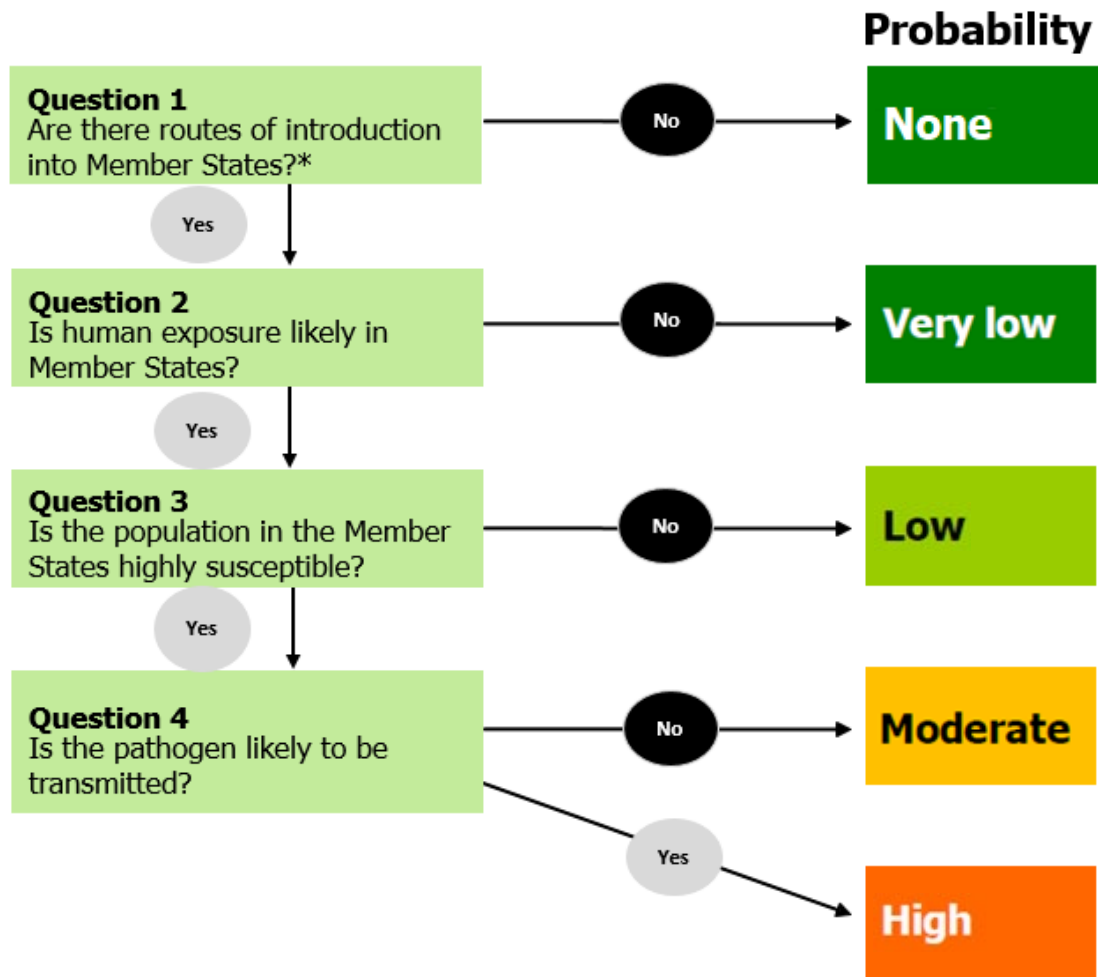 Probability
Question 1
Are there routes of introduction
into Member States?*
No
None
Yes
Question 2
Is human exposure likely in
Member States?
No
Very low
Yes
Question 3
Is the population in the Member
States highly susceptible?
No
Low
Yes
Question 4
Is the pathogen likely to be
transmitted?
No
Moderate
Yes
High